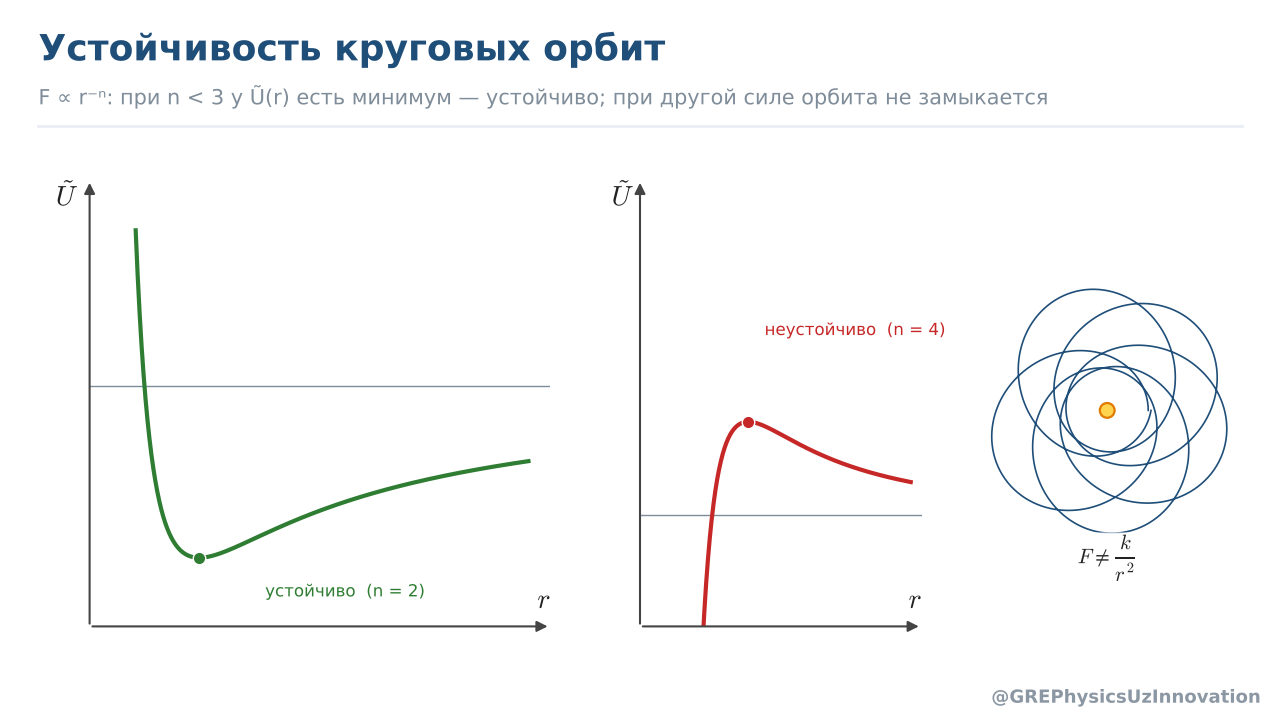 Устойчивость круговых орбит
F ∝ r⁻ⁿ: при n < 3 у Ũ(r) есть минимум — устойчиво; при другой силе орбита не замыкается
Ũ
Ũ
неустойчиво (n = 4)
F ≠ k/r²
устойчиво (n = 2)
r
r
@GREPhysicsUzInnovation